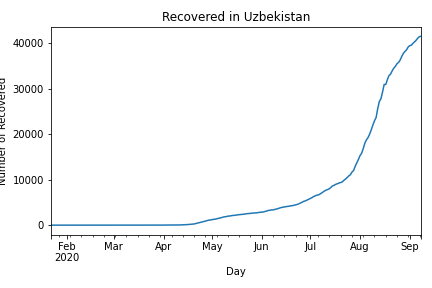 Recovered in Uzbekistan
Number of Recovered
40000
30000
20000
10000
0
Feb Mar Apr May Jun Jul Aug Sep
2020
Day